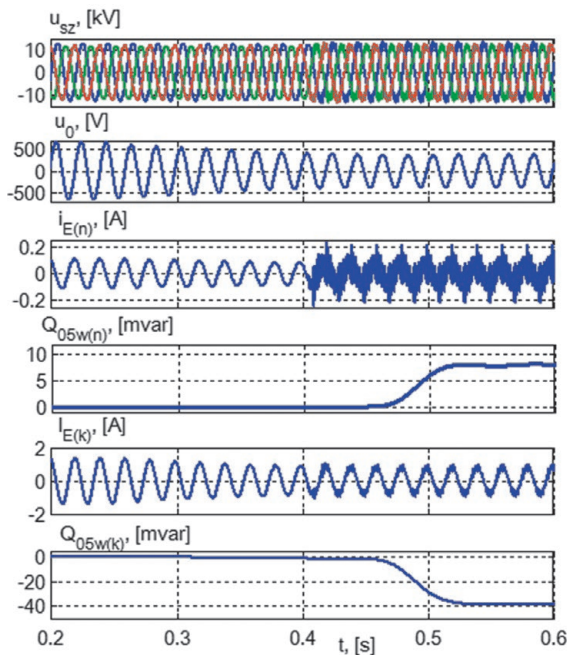 u_sz, [kV]
10
0
-10
u_0, [V]
500
0
-500
i_E(n), [A]
0.2
0
-0.2
Q_05w(n), [mvar]
10
5
0
I_E(k), [A]
2
0
-2
Q_05w(k), [mvar]
0
-20
-40
0.2 0.3 0.4 0.5 0.6
t, [s]